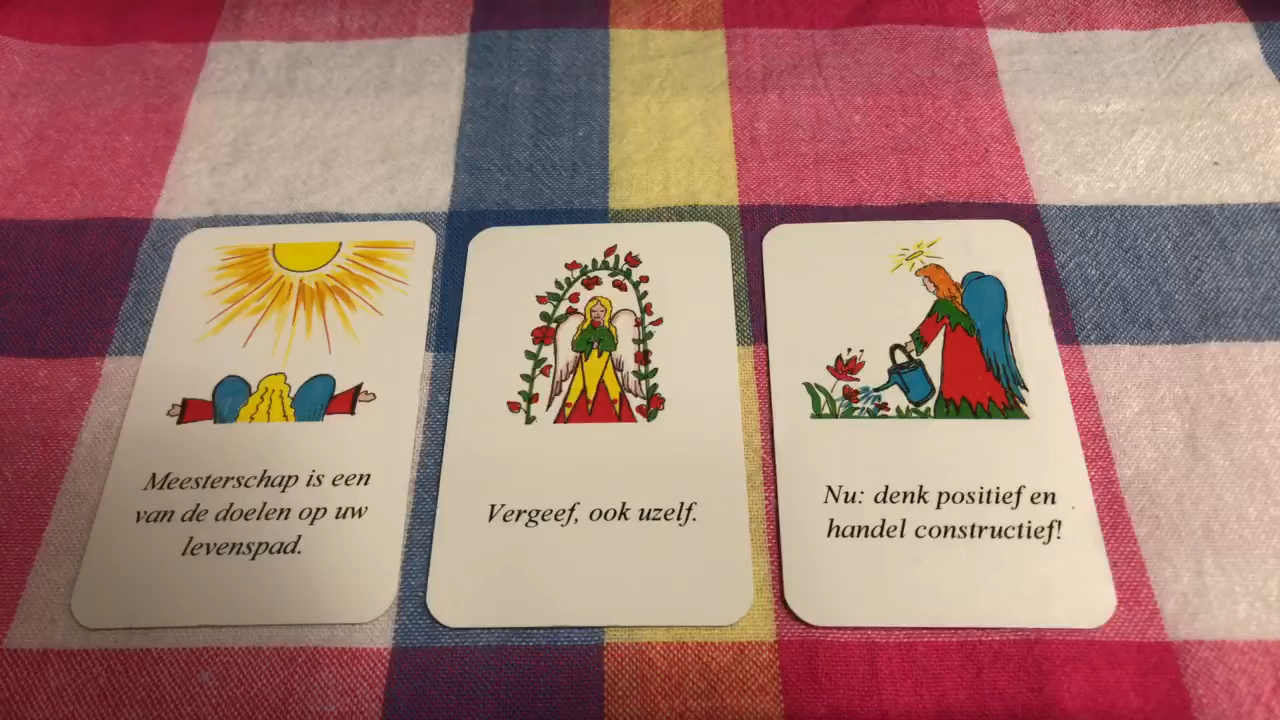 Meesterschap is een
van de doelen op uw
levenspad.
Vergeef, ook uzelf.
Nu: denk positief en
handel constructief!